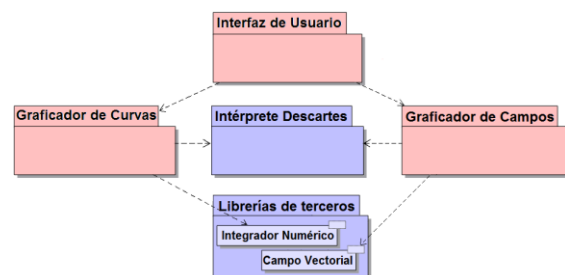 Interfaz de Usuario
Graficador de Curvas
Intérprete Descartes
Graficador de Campos
Librerías de terceros
Integrador Numérico
Campo Vectorial